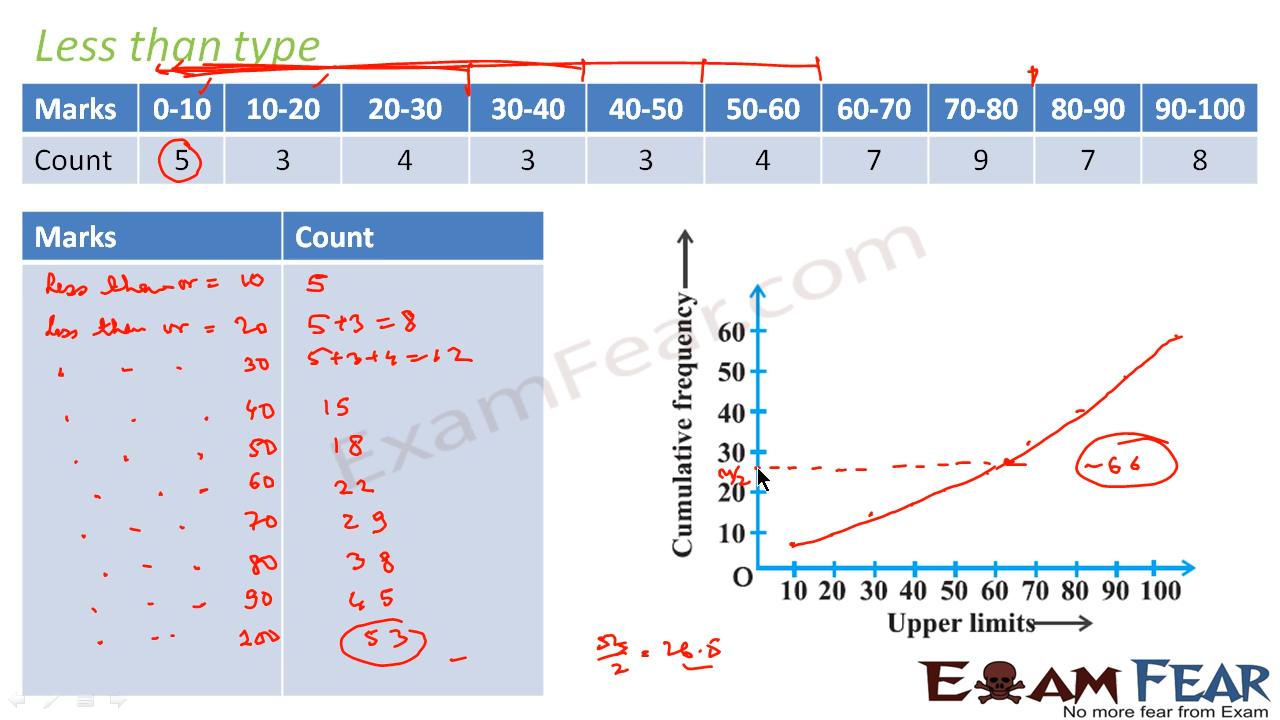 Less than type
Marks 0-10 10-20 20-30 30-40 40-50 50-60 60-70 70-80 80-90 90-100
Count 5 3 4 3 3 4 7 9 7 8
Marks Count
Less than or = 10 5
Less than or = 20 5+3=8
30 5+3+4=12
40 15
50 18
60 22
70 29
80 38
90 45
100 53
ExamFear.com
Cumulative frequency
60
50
40
30
n/2
20
10
O
10 20 30 40 50 60 70 80 90 100
Upper limits
~66
53/2 = 26.5
EXAM FEAR
No more fear from Exam